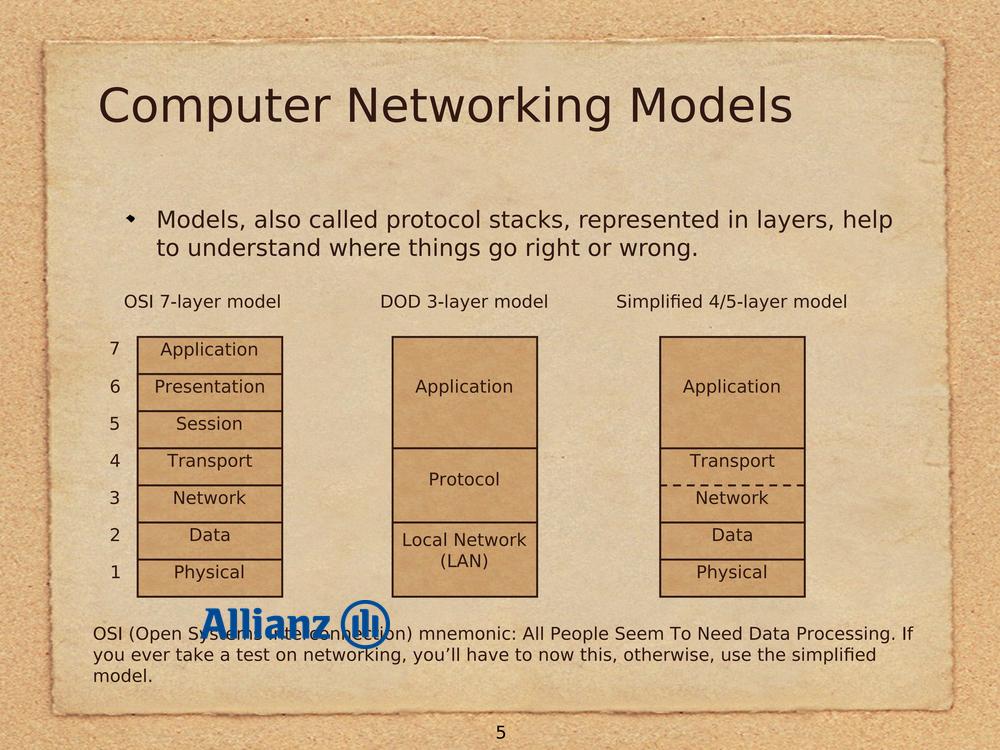 Computer Networking Models
Models, also called protocol stacks, represented in layers, help
to understand where things go right or wrong.
OSI 7-layer model
DOD 3-layer model
Simplified 4/5-layer model
7 Application
6 Presentation
5 Session
4 Transport
3 Network
2 Data
1 Physical
Application
Protocol
Local Network
(LAN)
Application
Transport
Network
Data
Physical
Allianz
OSI (Open Systems Interconnection) mnemonic: All People Seem To Need Data Processing. If
you ever take a test on networking, you’ll have to now this, otherwise, use the simplified
model.
5